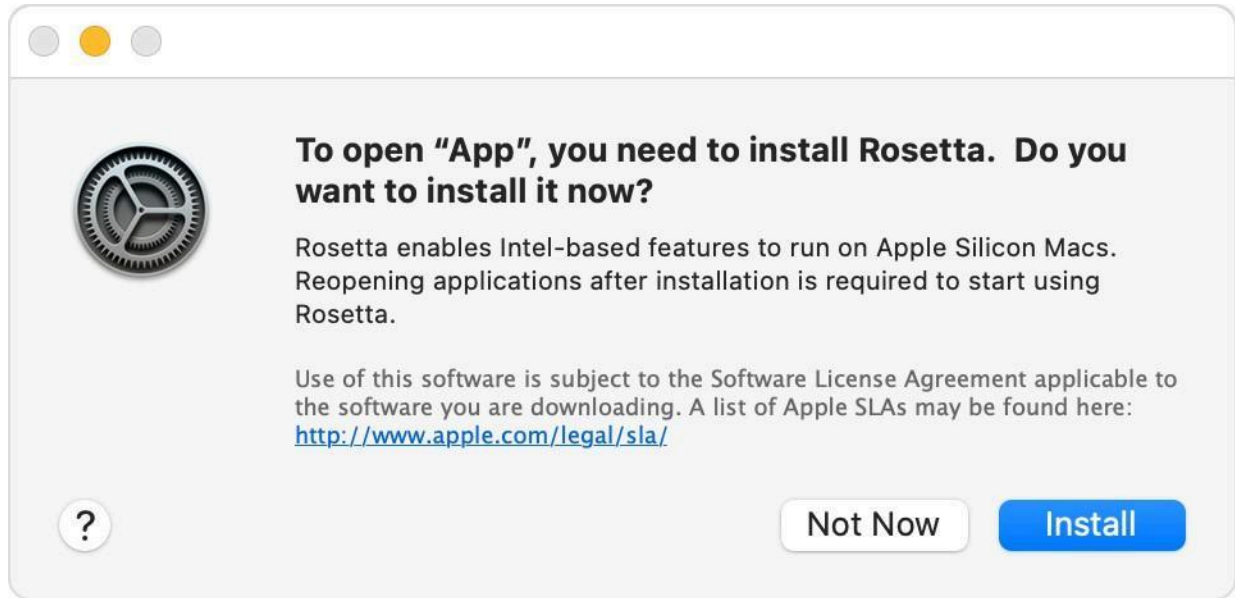 To open “App”, you need to install Rosetta.  Do you
want to install it now?
Rosetta enables Intel-based features to run on Apple Silicon Macs.
Reopening applications after installation is required to start using
Rosetta.
Use of this software is subject to the Software License Agreement applicable to
the software you are downloading. A list of Apple SLAs may be found here:
http://www.apple.com/legal/sla/
?
Not Now
Install